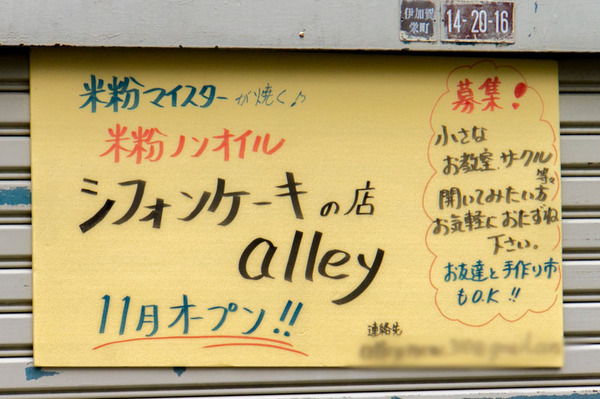 伊加賀
栄町
14-20-16
米粉マイスターが焼く♪
米粉ノンオイル
シフォンケーキの店
alley
11月オープン!!
連絡先
募集!
小さな
お教室.サークル
等々
開いてみたい方
お気軽におたずね
下さい。
お友達と手作り市
もO.K!!